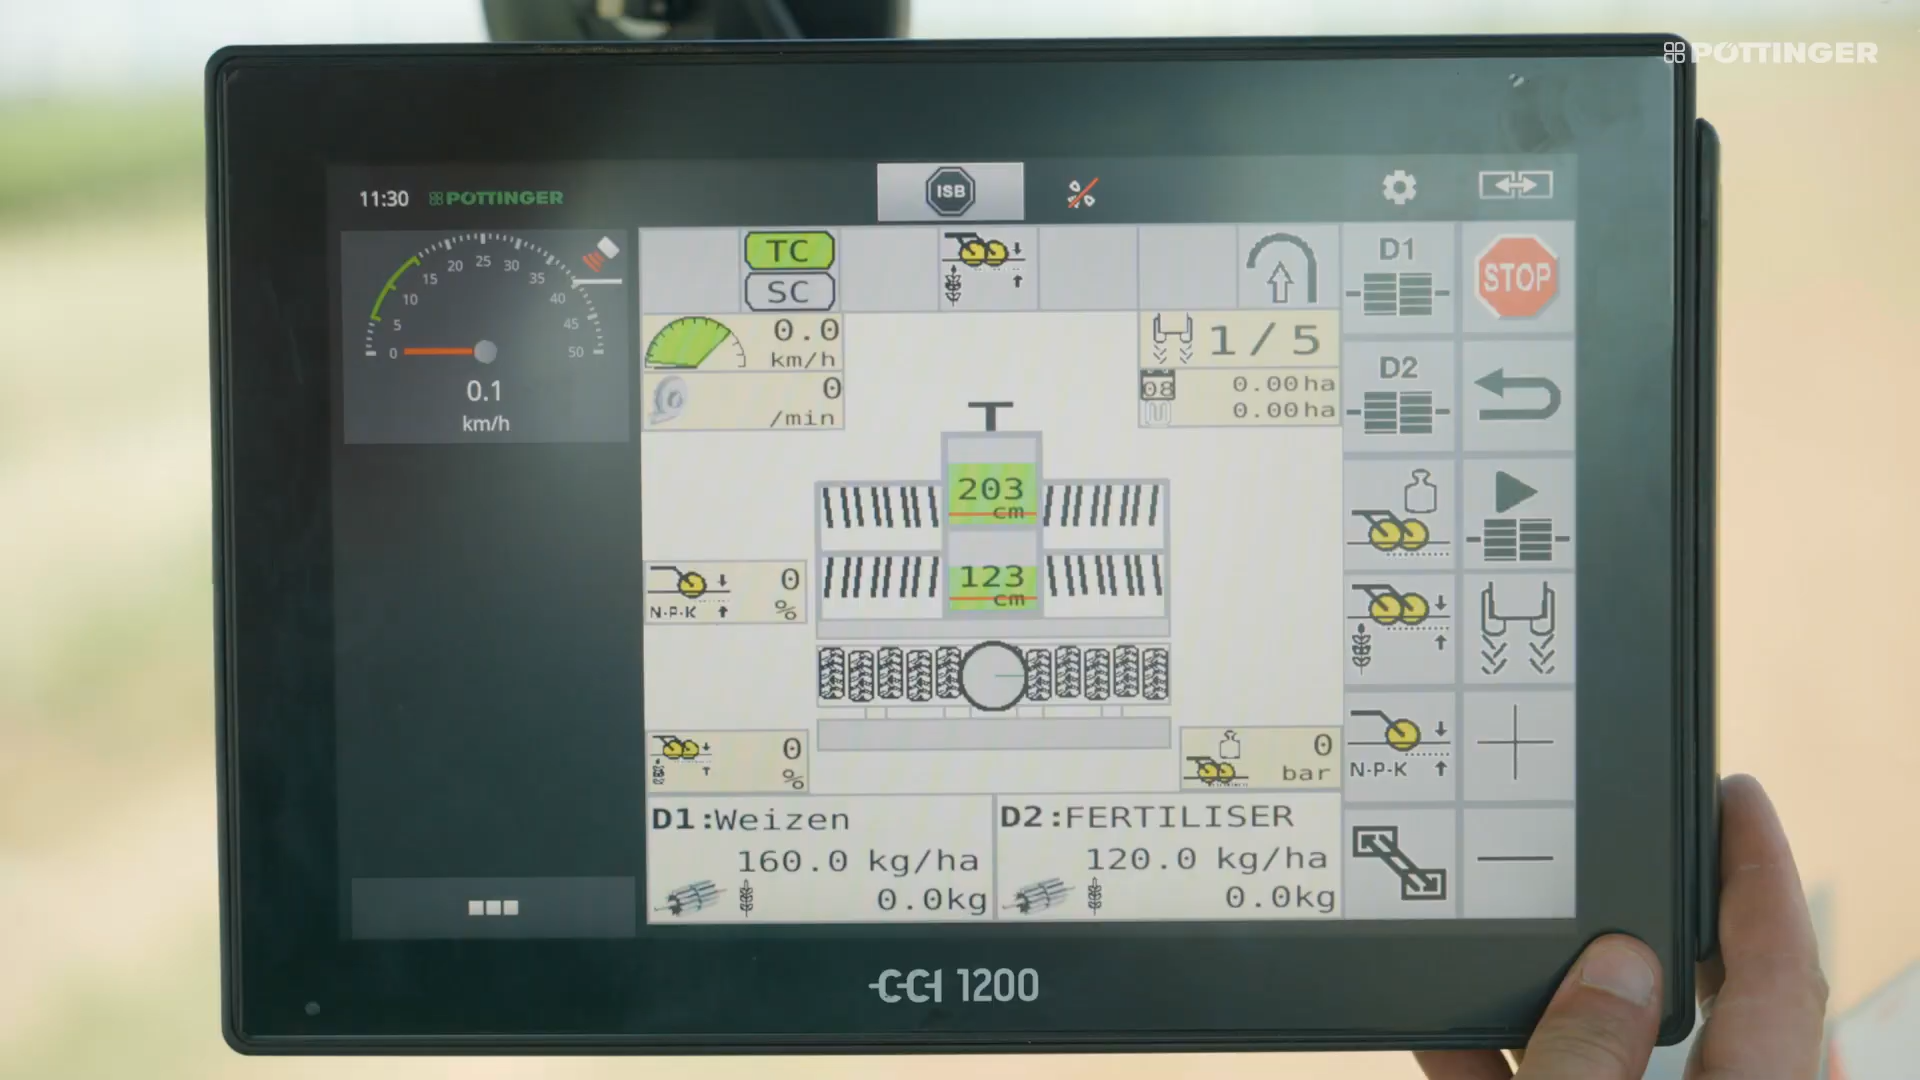 PÖTTINGER
11:30 PÖTTINGER
ISB
0 5 10 15 20 25 30 35 40 45 50
0.1
km/h
TC
SC
0.0
km/h
0
/min
1/5
08
0.00ha
0.00ha
203
cm
123
cm
0
%
N-P-K
0
%
0
bar
D1:Weizen
160.0 kg/ha
0.0kg
D2:FERTILISER
120.0 kg/ha
0.0kg
D1
STOP
D2
N-P-K
CCI 1200